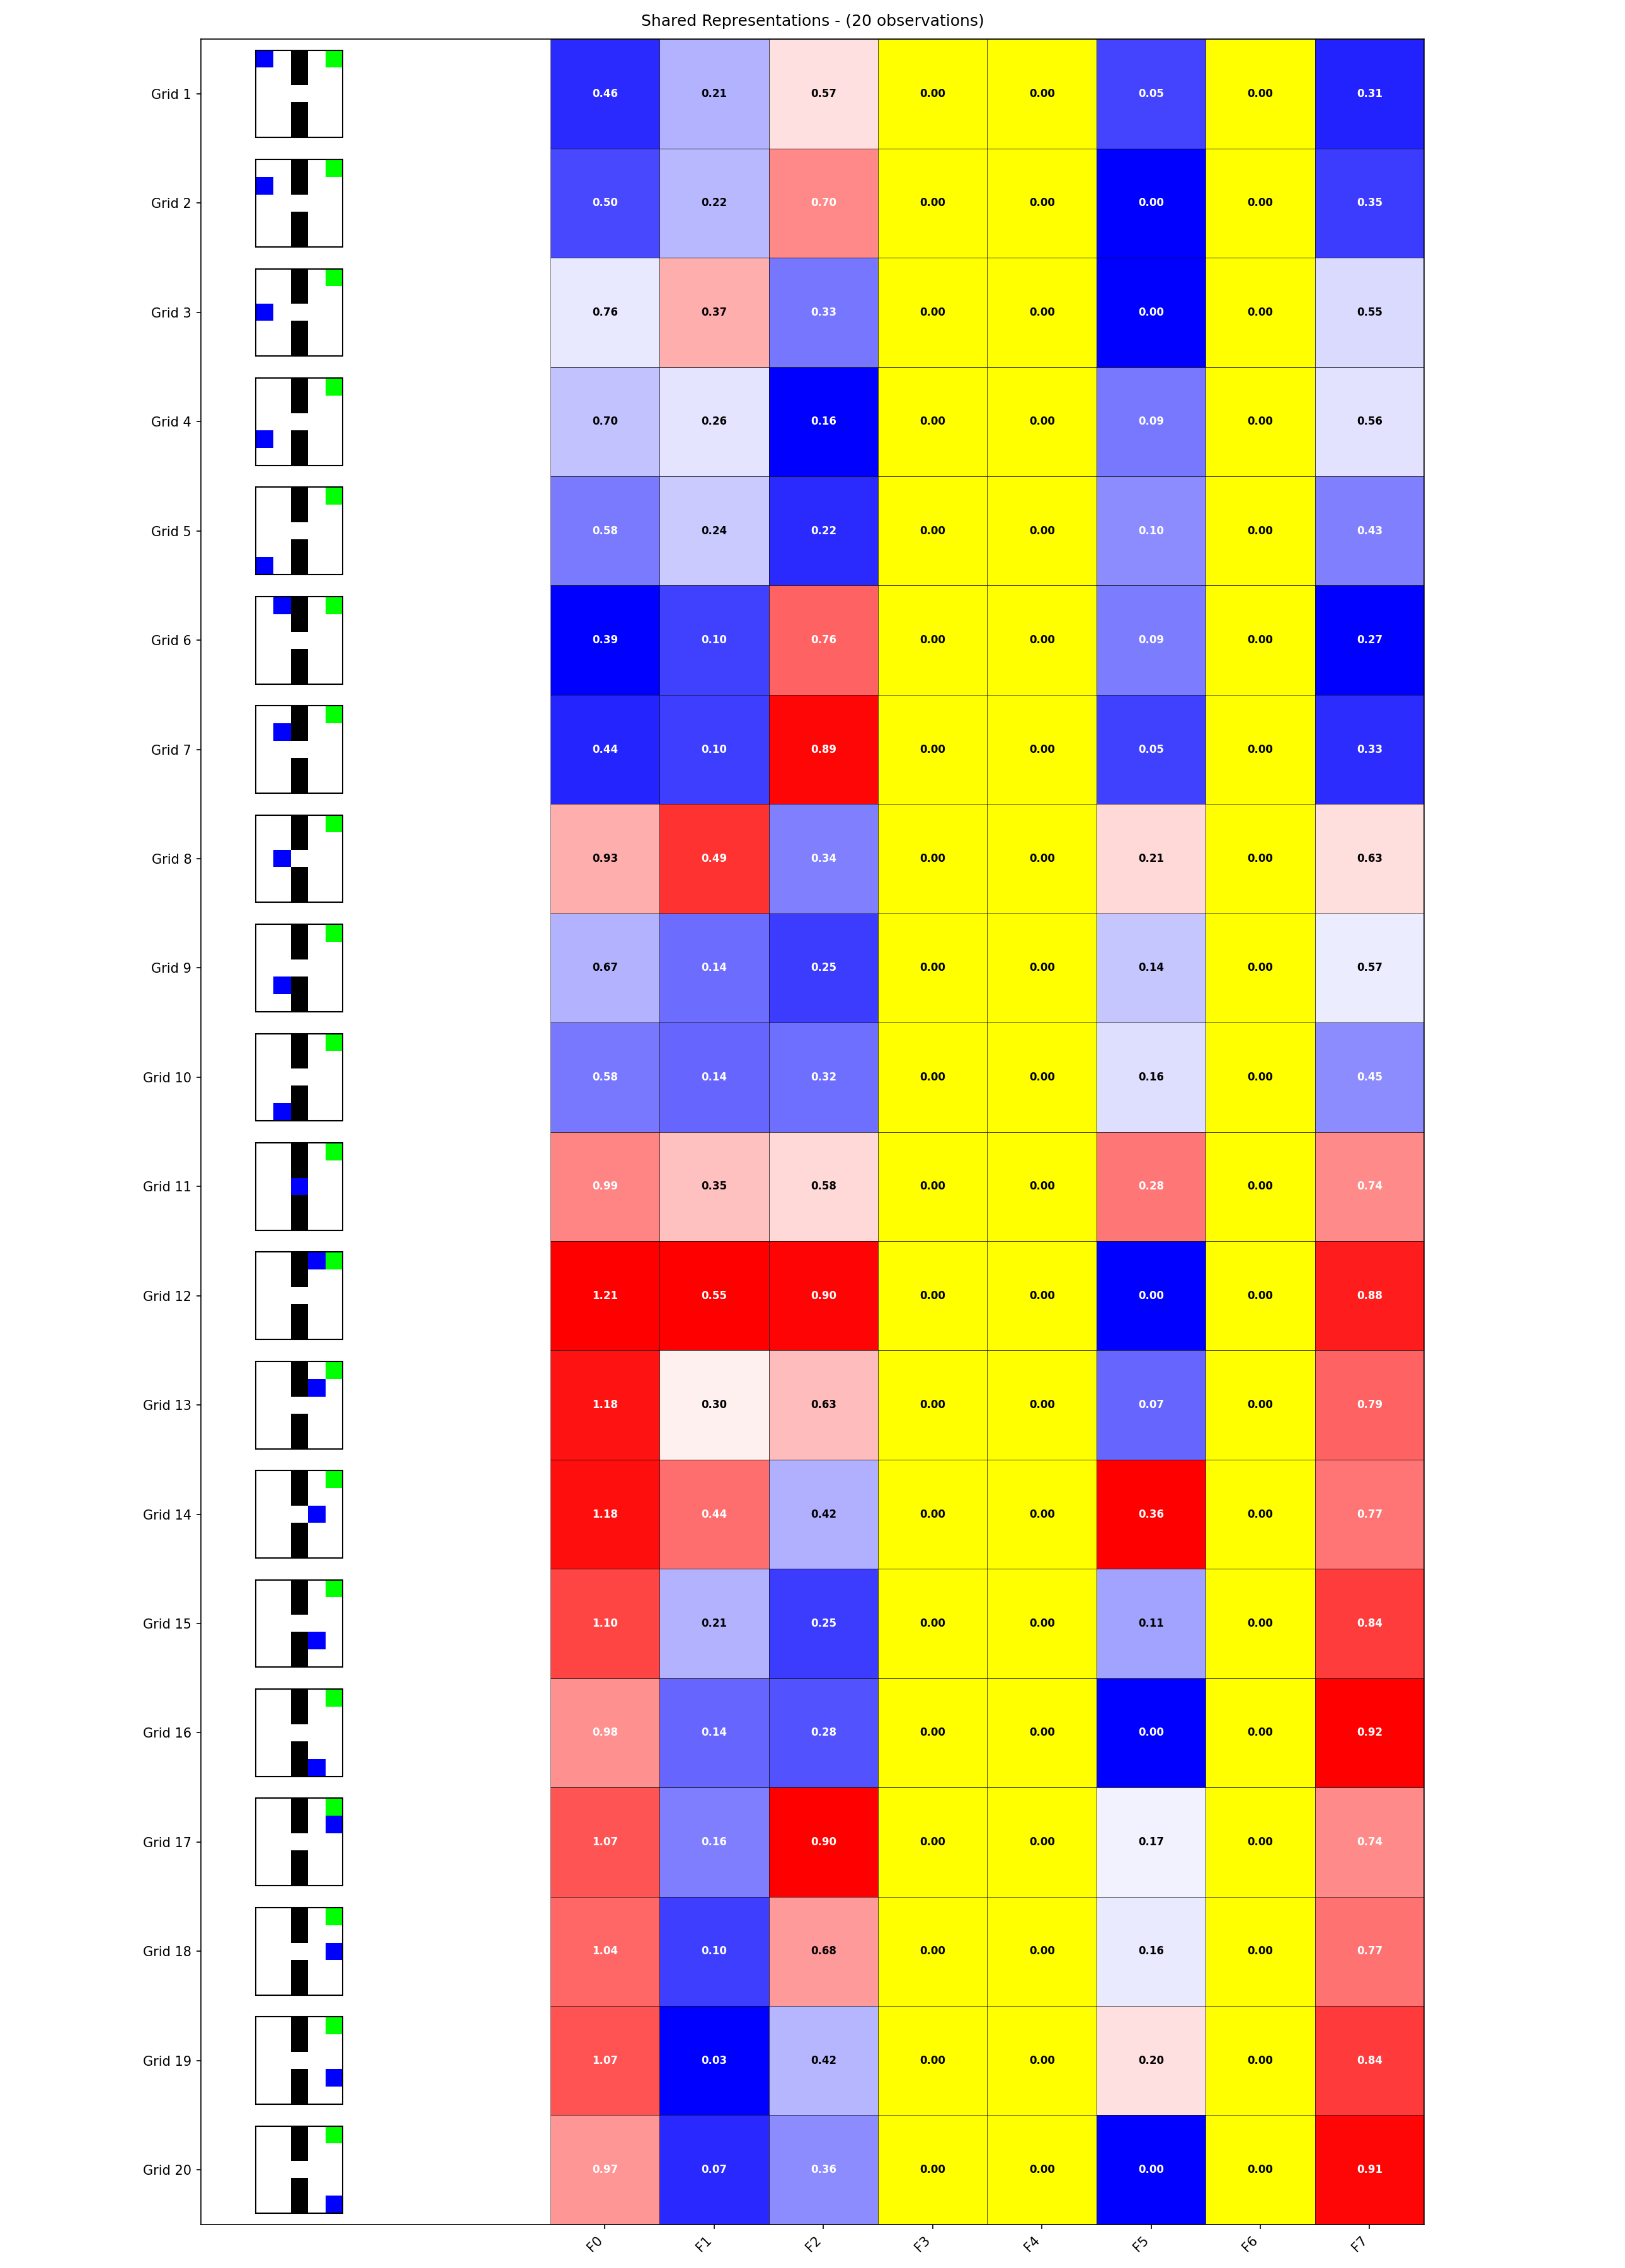 Shared Representations - (20 observations)
Grid 1 0.46 0.21 0.57 0.00 0.00 0.05 0.00 0.31
Grid 2 0.50 0.22 0.70 0.00 0.00 0.00 0.00 0.35
Grid 3 0.76 0.37 0.33 0.00 0.00 0.00 0.00 0.55
Grid 4 0.70 0.26 0.16 0.00 0.00 0.09 0.00 0.56
Grid 5 0.58 0.24 0.22 0.00 0.00 0.10 0.00 0.43
Grid 6 0.39 0.10 0.76 0.00 0.00 0.09 0.00 0.27
Grid 7 0.44 0.10 0.89 0.00 0.00 0.05 0.00 0.33
Grid 8 0.93 0.49 0.34 0.00 0.00 0.21 0.00 0.63
Grid 9 0.67 0.14 0.25 0.00 0.00 0.14 0.00 0.57
Grid 10 0.58 0.14 0.32 0.00 0.00 0.16 0.00 0.45
Grid 11 0.99 0.35 0.58 0.00 0.00 0.28 0.00 0.74
Grid 12 1.21 0.55 0.90 0.00 0.00 0.00 0.00 0.88
Grid 13 1.18 0.30 0.63 0.00 0.00 0.07 0.00 0.79
Grid 14 1.18 0.44 0.42 0.00 0.00 0.36 0.00 0.77
Grid 15 1.10 0.21 0.25 0.00 0.00 0.11 0.00 0.84
Grid 16 0.98 0.14 0.28 0.00 0.00 0.00 0.00 0.92
Grid 17 1.07 0.16 0.90 0.00 0.00 0.17 0.00 0.74
Grid 18 1.04 0.10 0.68 0.00 0.00 0.16 0.00 0.77
Grid 19 1.07 0.03 0.42 0.00 0.00 0.20 0.00 0.84
Grid 20 0.97 0.07 0.36 0.00 0.00 0.00 0.00 0.91
F0 F1 F2 F3 F4 F5 F6 F7